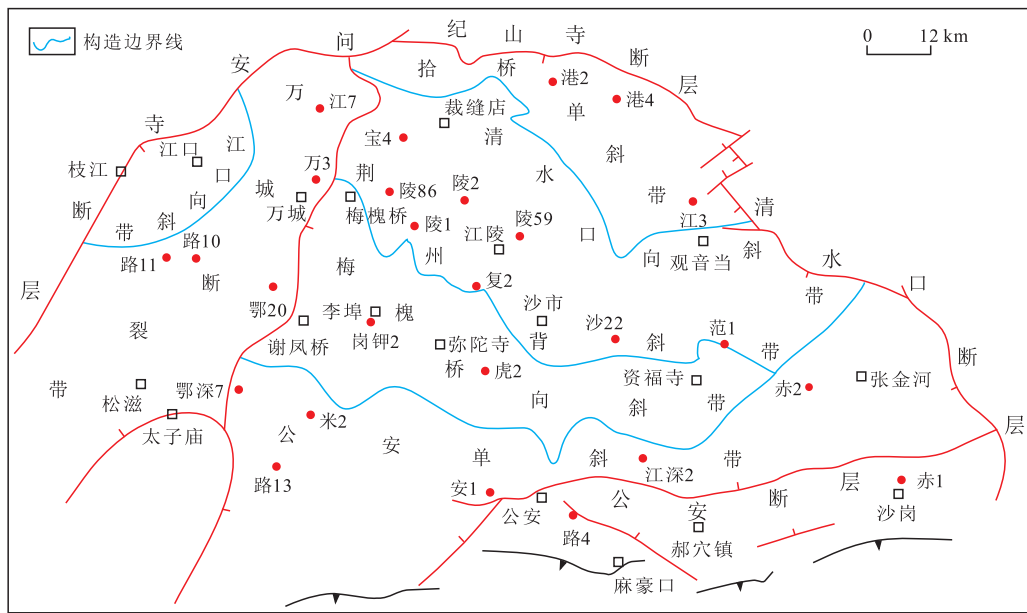 构造边界线
0 12 km
问安寺断层
纪山寺断层
拾桥单斜带
万城断裂带
江口向斜带
清水口向斜带
荆州背斜带
梅槐桥向斜带
公安单斜带
公安断层
清水口断层
港2
港4
江7
裁缝店
宝4
江口
枝江
万3
万城
梅槐桥
陵86
陵2
陵1
陵59
江陵
江3
观音当
路10
路11
鄂20
复2
李埠
岗钾2
谢凤桥
沙市
沙22
范1
弥陀寺
虎2
资福寺
赤2
张金河
松滋
鄂深7
太子庙
米2
路13
安1
公安
江深2
路4
郝穴镇
麻豪口
赤1
沙岗